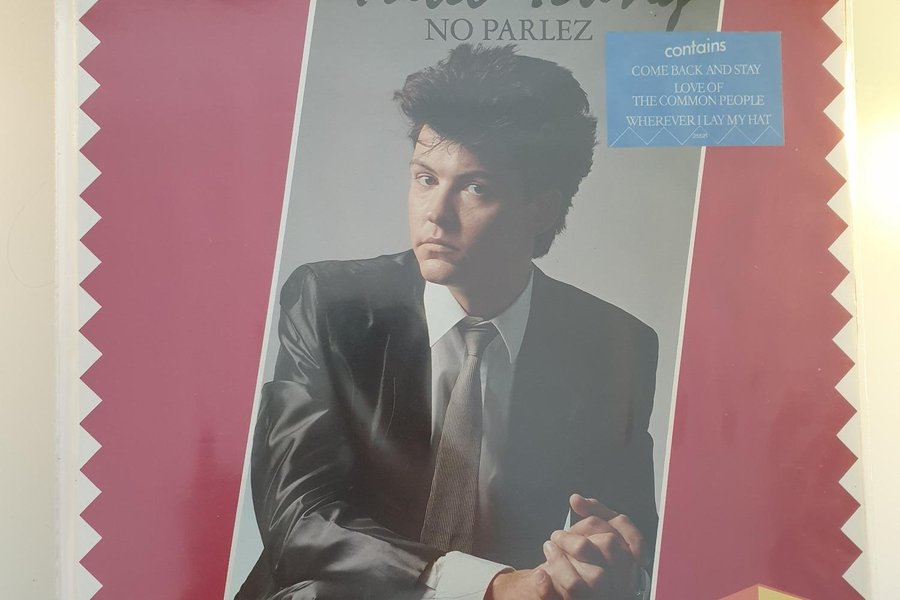 NO PARLEZ
contains
COME BACK AND STAY
LOVE OF
THE COMMON PEOPLE
WHEREVER I LAY MY HAT